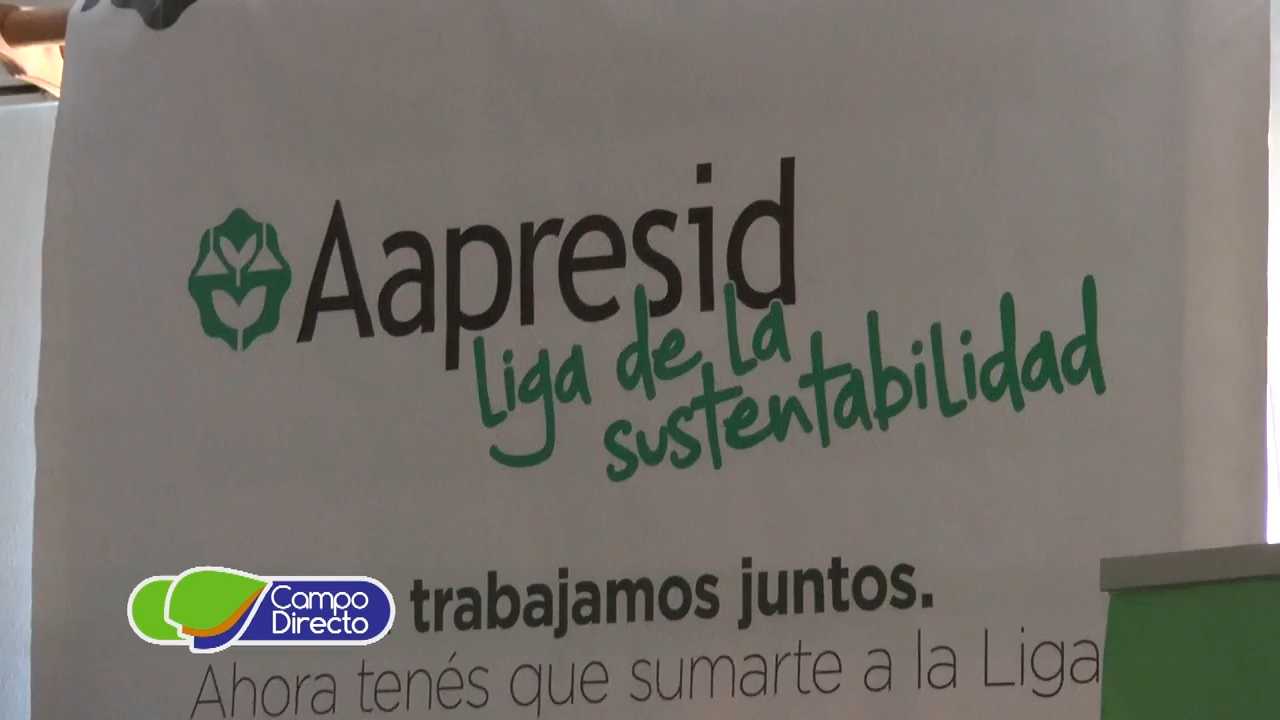 Aapresid
liga de la
sustentabilidad
trabajamos juntos.
Campo
Directo
Ahora tenés que sumarte a la Liga